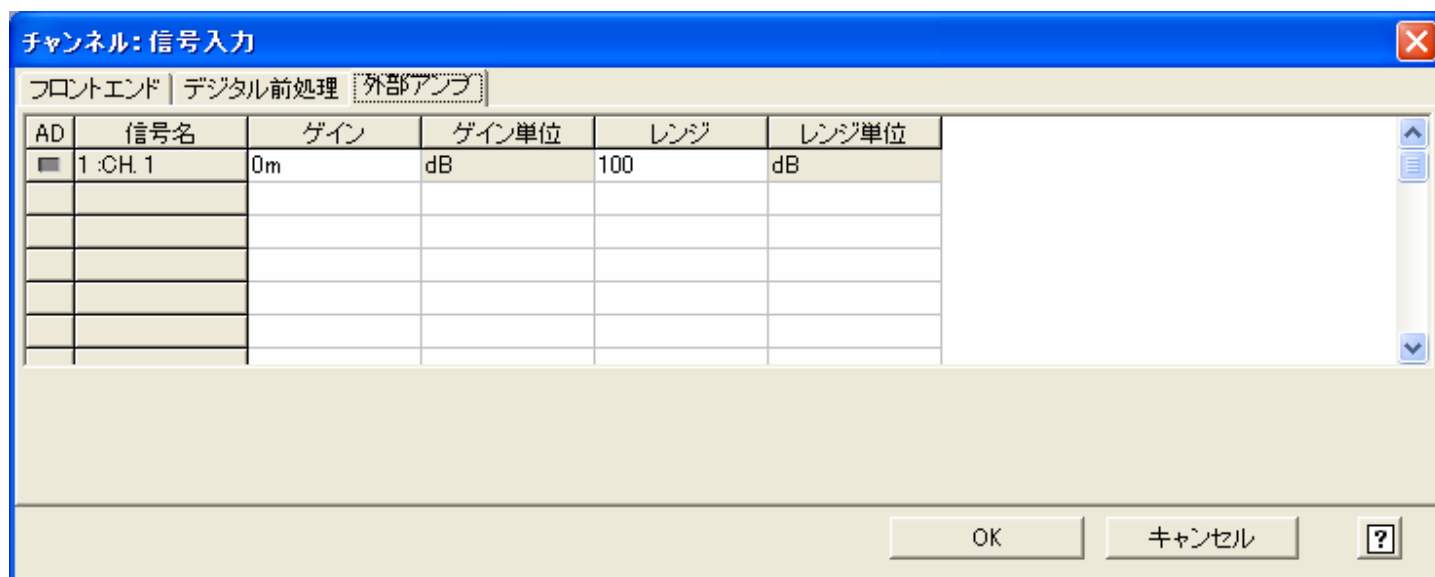 チャンネル：信号入力
フロントエンド デジタル前処理 外部アンプ
AD 信号名 ゲイン ゲイン単位 レンジ レンジ単位
1 :CH. 1 0m dB 100 dB
OK キャンセル ?